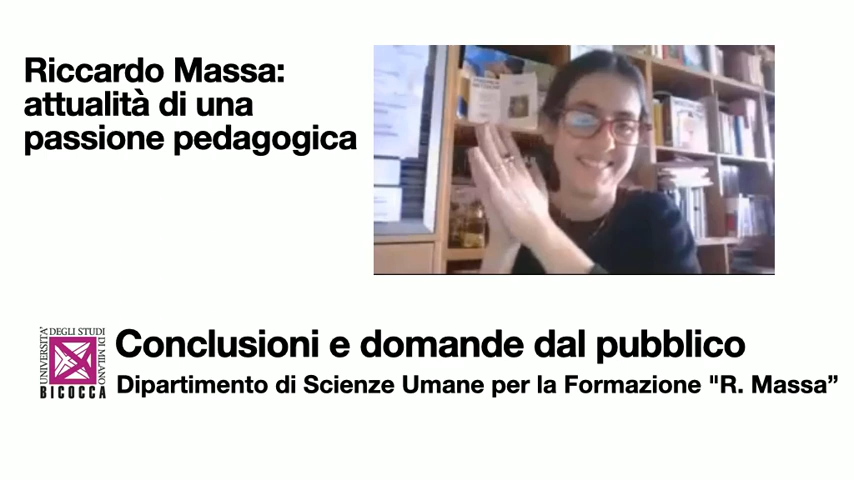 Riccardo Massa:
attualità di una
passione pedagogica
UNIVERSITA' DEGLI STUDI DI MILANO
BICOCCA
Conclusioni e domande dal pubblico
Dipartimento di Scienze Umane per la Formazione "R. Massa”